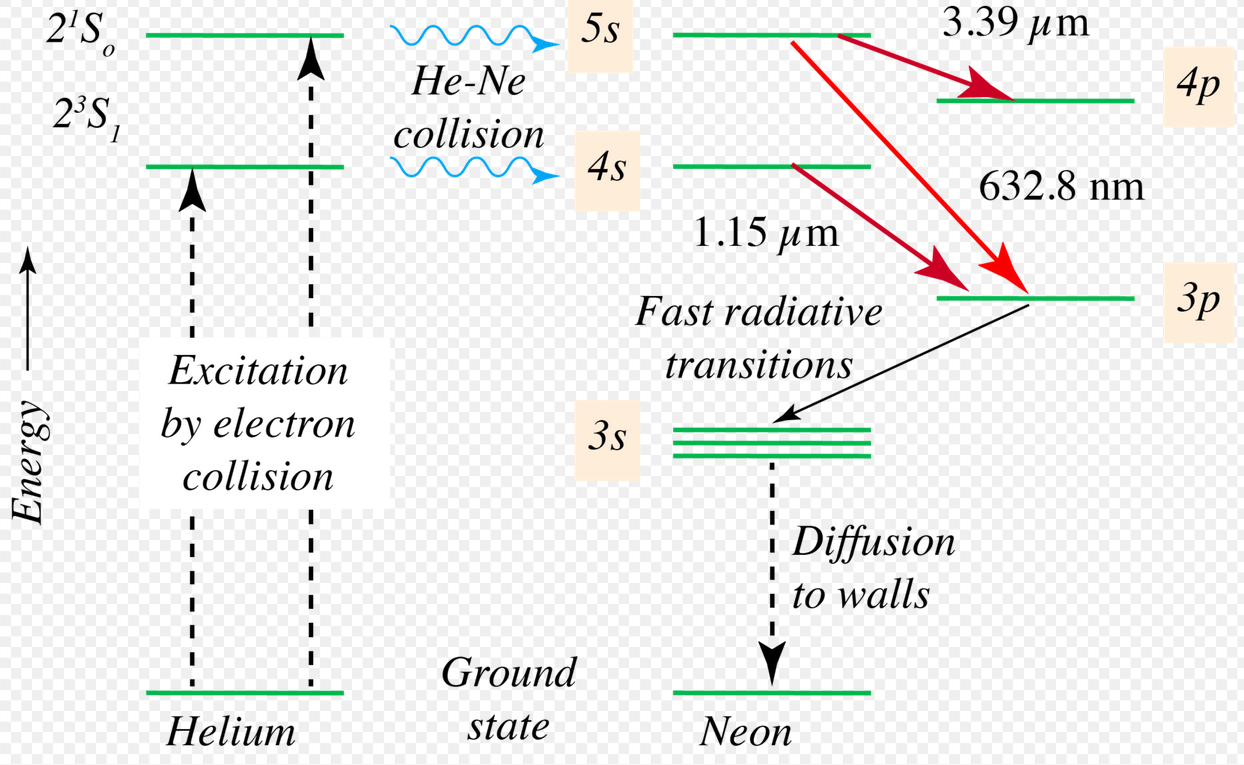 2¹Sₒ
5s
3.39 µm
He-Ne
collision
4p
2³S₁
4s
632.8 nm
1.15 µm
3p
Fast radiative
transitions
Excitation
by electron
collision
3s
Energy
Diffusion
to walls
Ground
state
Helium
Neon